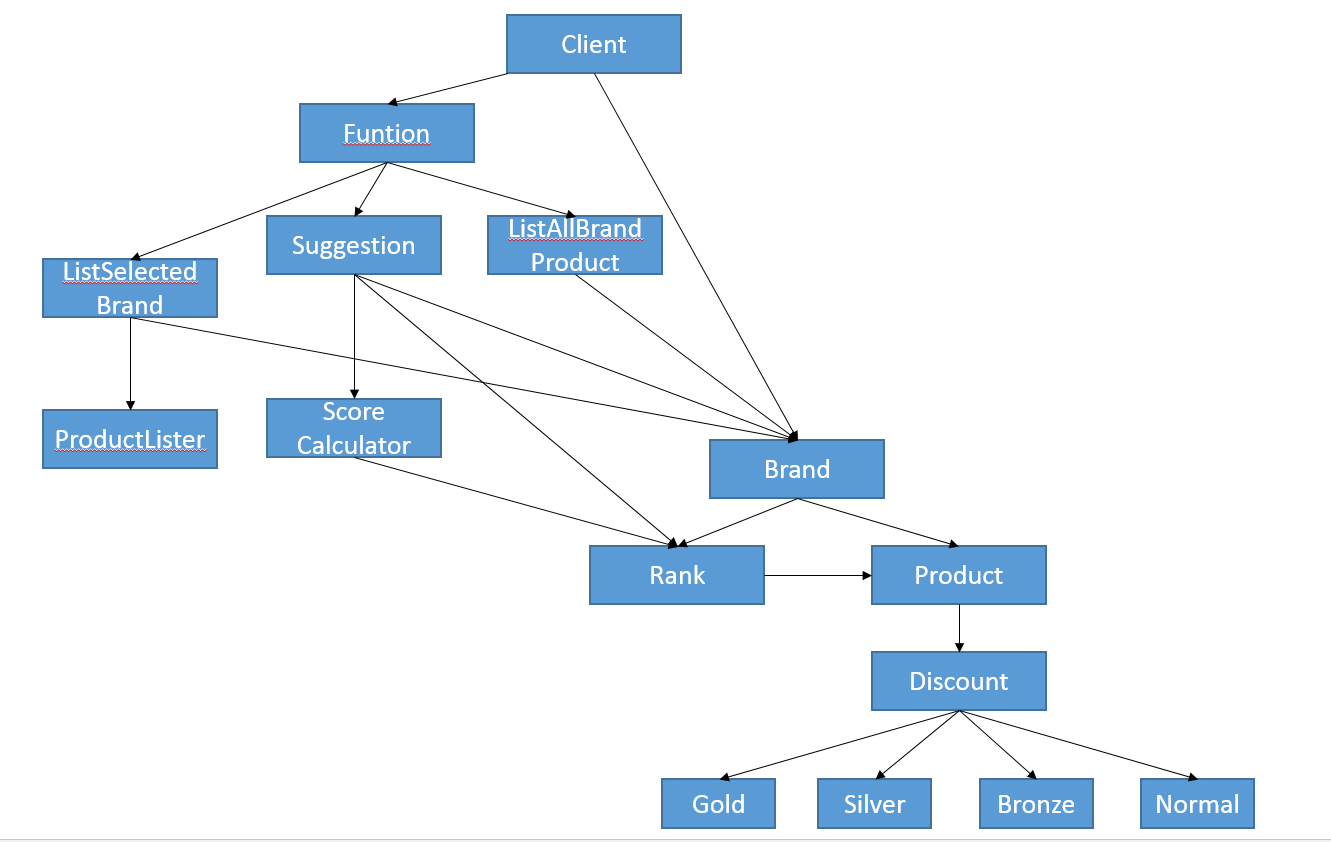 Client
Funtion
Suggestion
ListAllBrand
Product
ListSelected
Brand
ProductLister
Score
Calculator
Brand
Rank
Product
Discount
Gold
Silver
Bronze
Normal